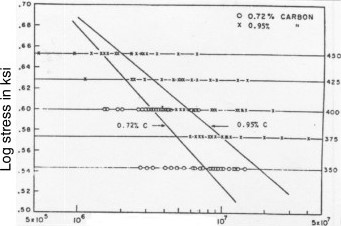 .70
.68
.66
.64
.62
.60
.58
.56
.54
.52
.50
Log stress in ksi
O 0.72% CARBON
x 0.95% "
0.72% C
0.95% C
450
425
400
375
350
5x10⁵
10⁶
10⁷
5x10⁷